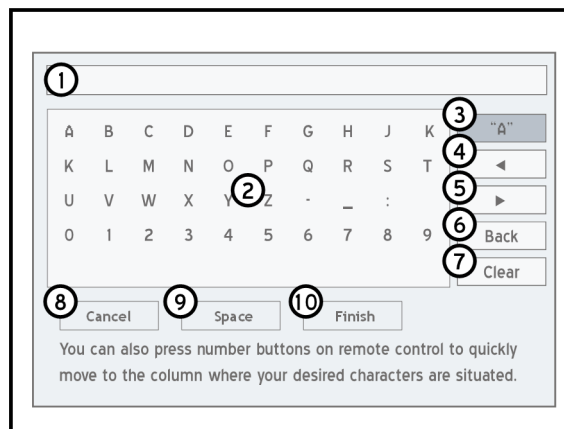 1
3
A B C D E F G H J K "A"
4
K L M N O P Q R S T ◄
2
5
U V W X Y Z - _ : ►
6
0 1 2 3 4 5 6 7 8 9 Back
7
Clear
8 9 10
Cancel Space Finish
You can also press number buttons on remote control to quickly
move to the column where your desired characters are situated.